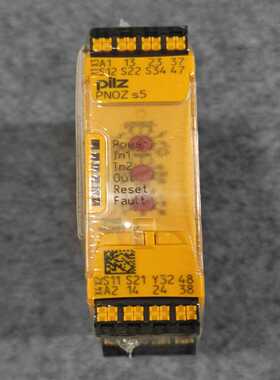 A1 13 23 37
S12 S22 S34 47
pilz
PNOZ s5
Power
In1
In2
Out
Reset
Fault
S11 S21 Y32 48
A2 14 24 38